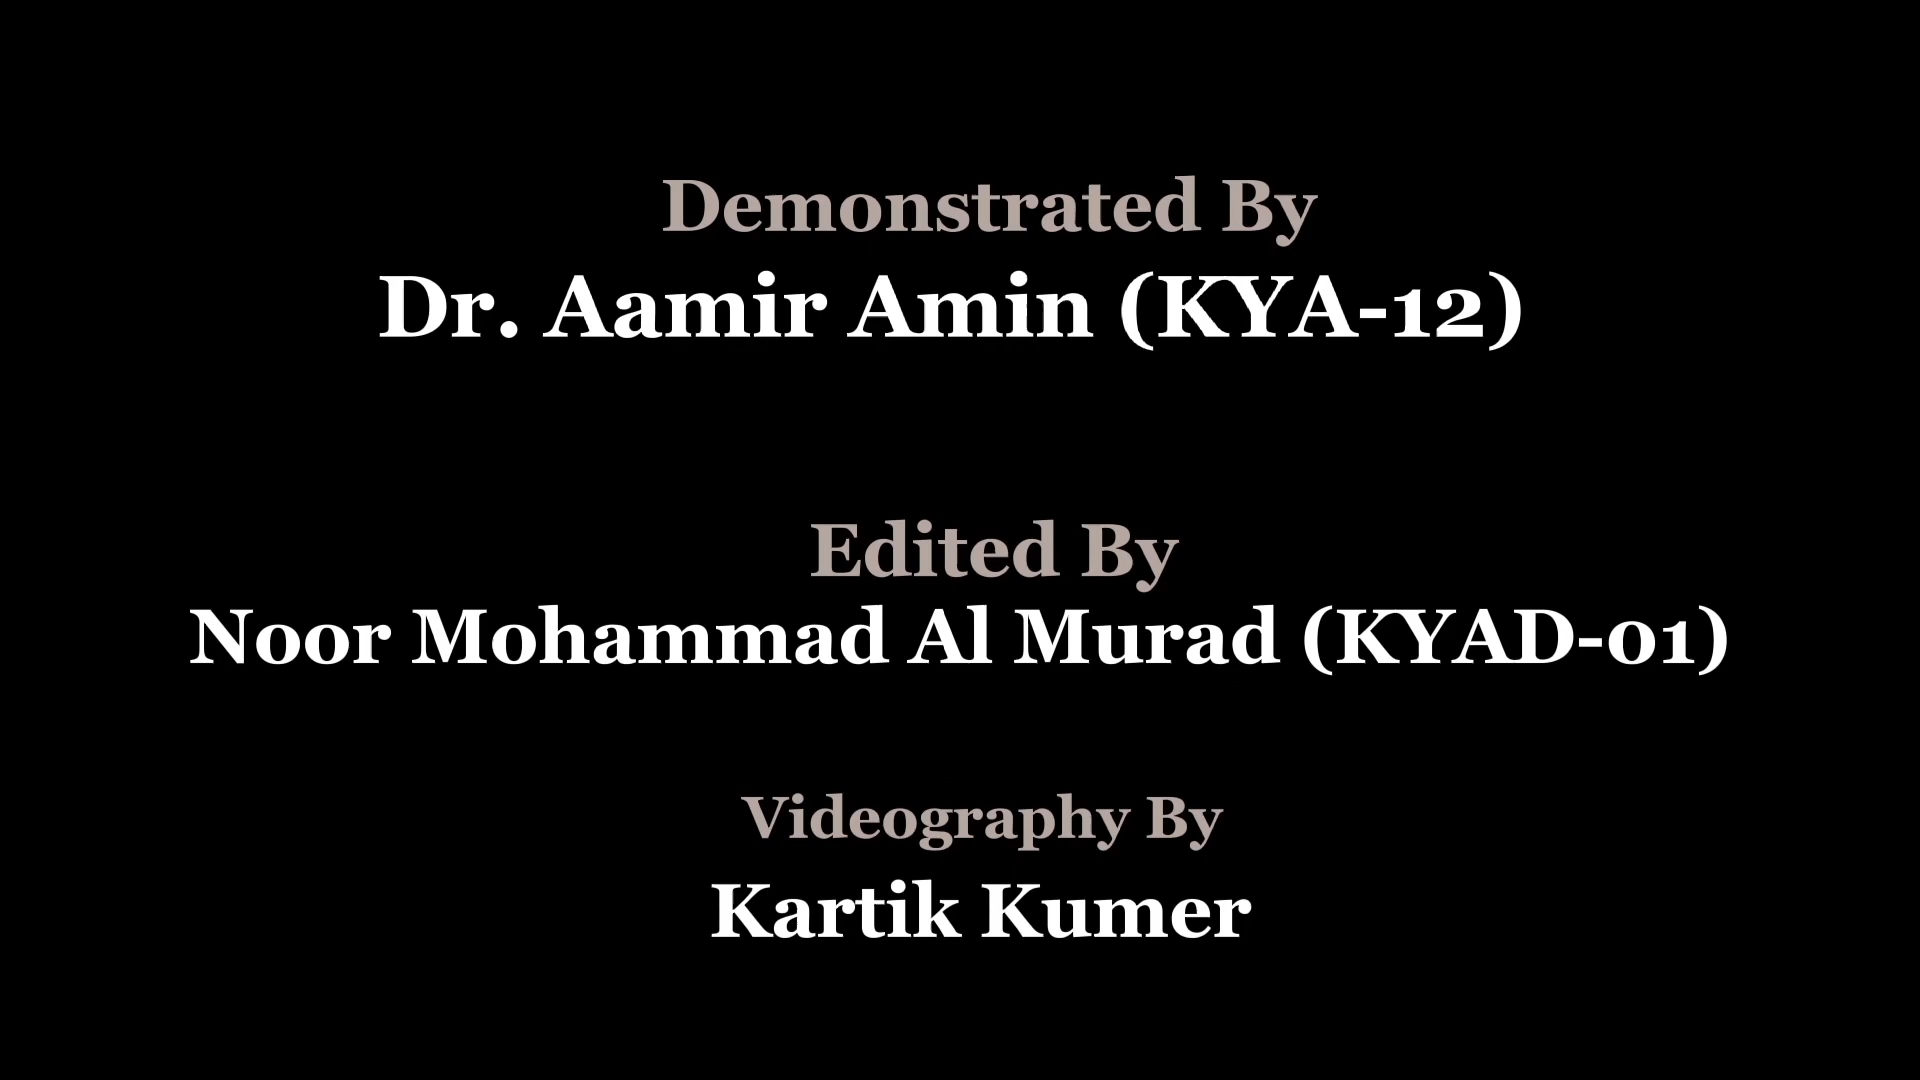 Demonstrated By
Dr. Aamir Amin (KYA-12)
Edited By
Noor Mohammad Al Murad (KYAD-01)
Videography By
Kartik Kumer